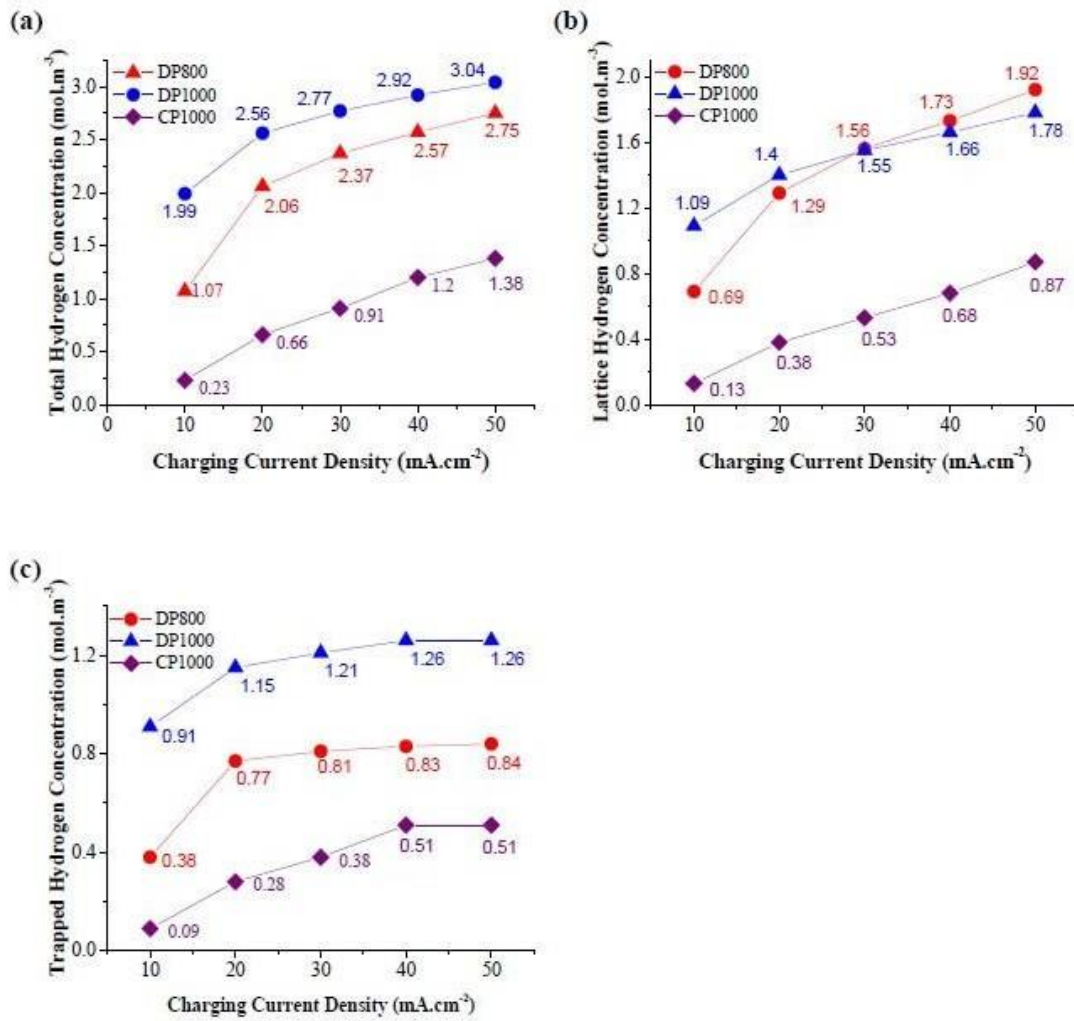 (a)
Total Hydrogen Concentration (mol.m-3)
DP800
DP1000
CP1000
3.0
2.5
2.0
1.5
1.0
0.5
0.0
1.99
2.56
2.77
2.92
3.04
1.07
2.06
2.37
2.57
2.75
0.23
0.66
0.91
1.2
1.38
0 10 20 30 40 50
Charging Current Density (mA.cm-2)
(b)
Lattice Hydrogen Concentration (mol.m-3)
DP800
DP1000
CP1000
2.0
1.6
1.2
0.8
0.4
0.0
0.69
1.29
1.56
1.73
1.92
1.09
1.4
1.55
1.66
1.78
0.13
0.38
0.53
0.68
0.87
10 20 30 40 50
Charging Current Density (mA.cm-2)
(c)
Trapped Hydrogen Concentration (mol.m-3)
DP800
DP1000
CP1000
1.2
0.8
0.4
0.0
0.91
1.15
1.21
1.26
1.26
0.38
0.77
0.81
0.83
0.84
0.09
0.28
0.38
0.51
0.51
10 20 30 40 50
Charging Current Density (mA.cm-2)